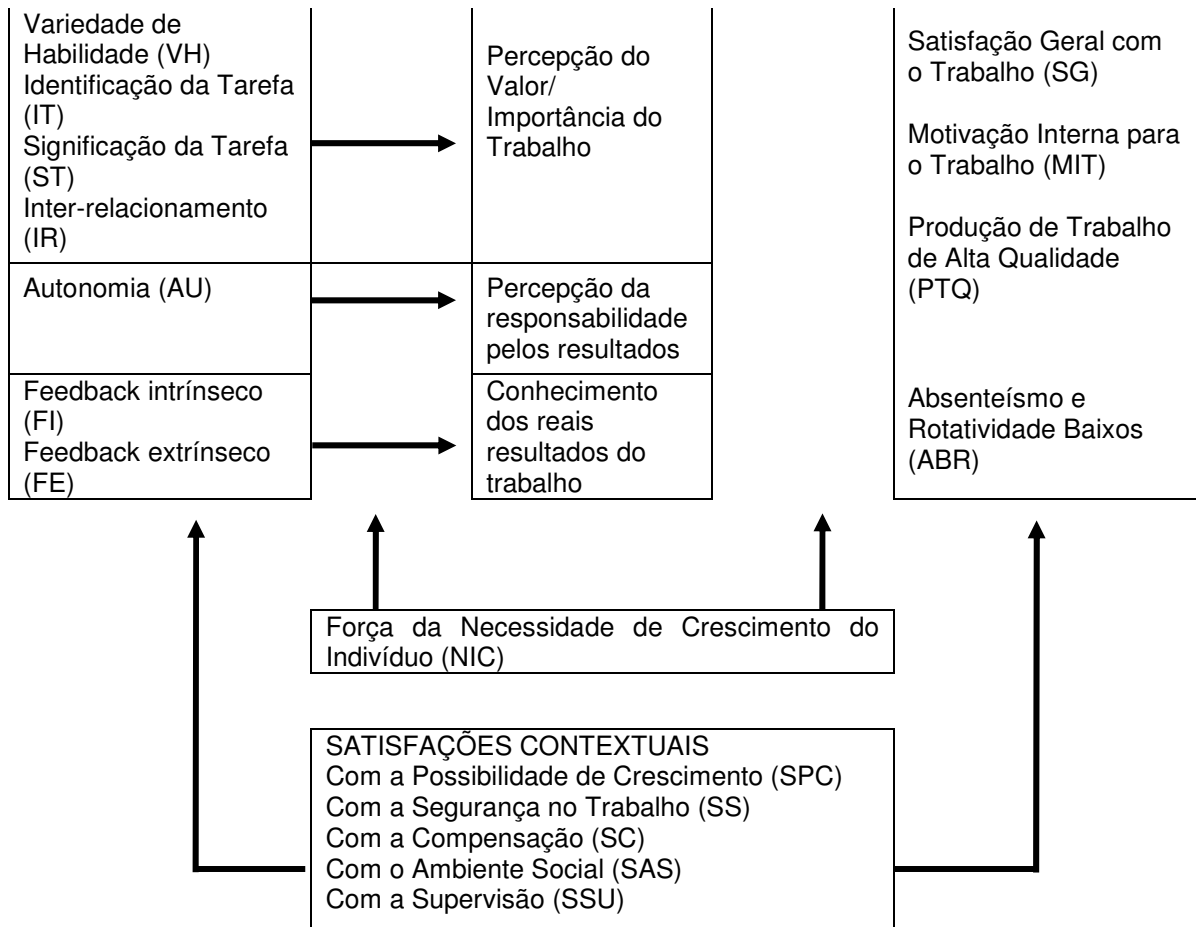 Variedade de
Habilidade (VH)
Identificação da Tarefa
(IT)
Significação da Tarefa
(ST)
Inter-relacionamento
(IR)
Percepção do
Valor/
Importância do
Trabalho
Satisfação Geral com
o Trabalho (SG)
Motivação Interna para
o Trabalho (MIT)
Produção de Trabalho
de Alta Qualidade
(PTQ)
Absenteísmo e
Rotatividade Baixos
(ABR)
Autonomia (AU)
Percepção da
responsabilidade
pelos resultados
Feedback intrínseco
(FI)
Feedback extrínseco
(FE)
Conhecimento
dos reais
resultados do
trabalho
Força da Necessidade de Crescimento do
Indivíduo (NIC)
SATISFAÇÕES CONTEXTUAIS
Com a Possibilidade de Crescimento (SPC)
Com a Segurança no Trabalho (SS)
Com a Compensação (SC)
Com o Ambiente Social (SAS)
Com a Supervisão (SSU)